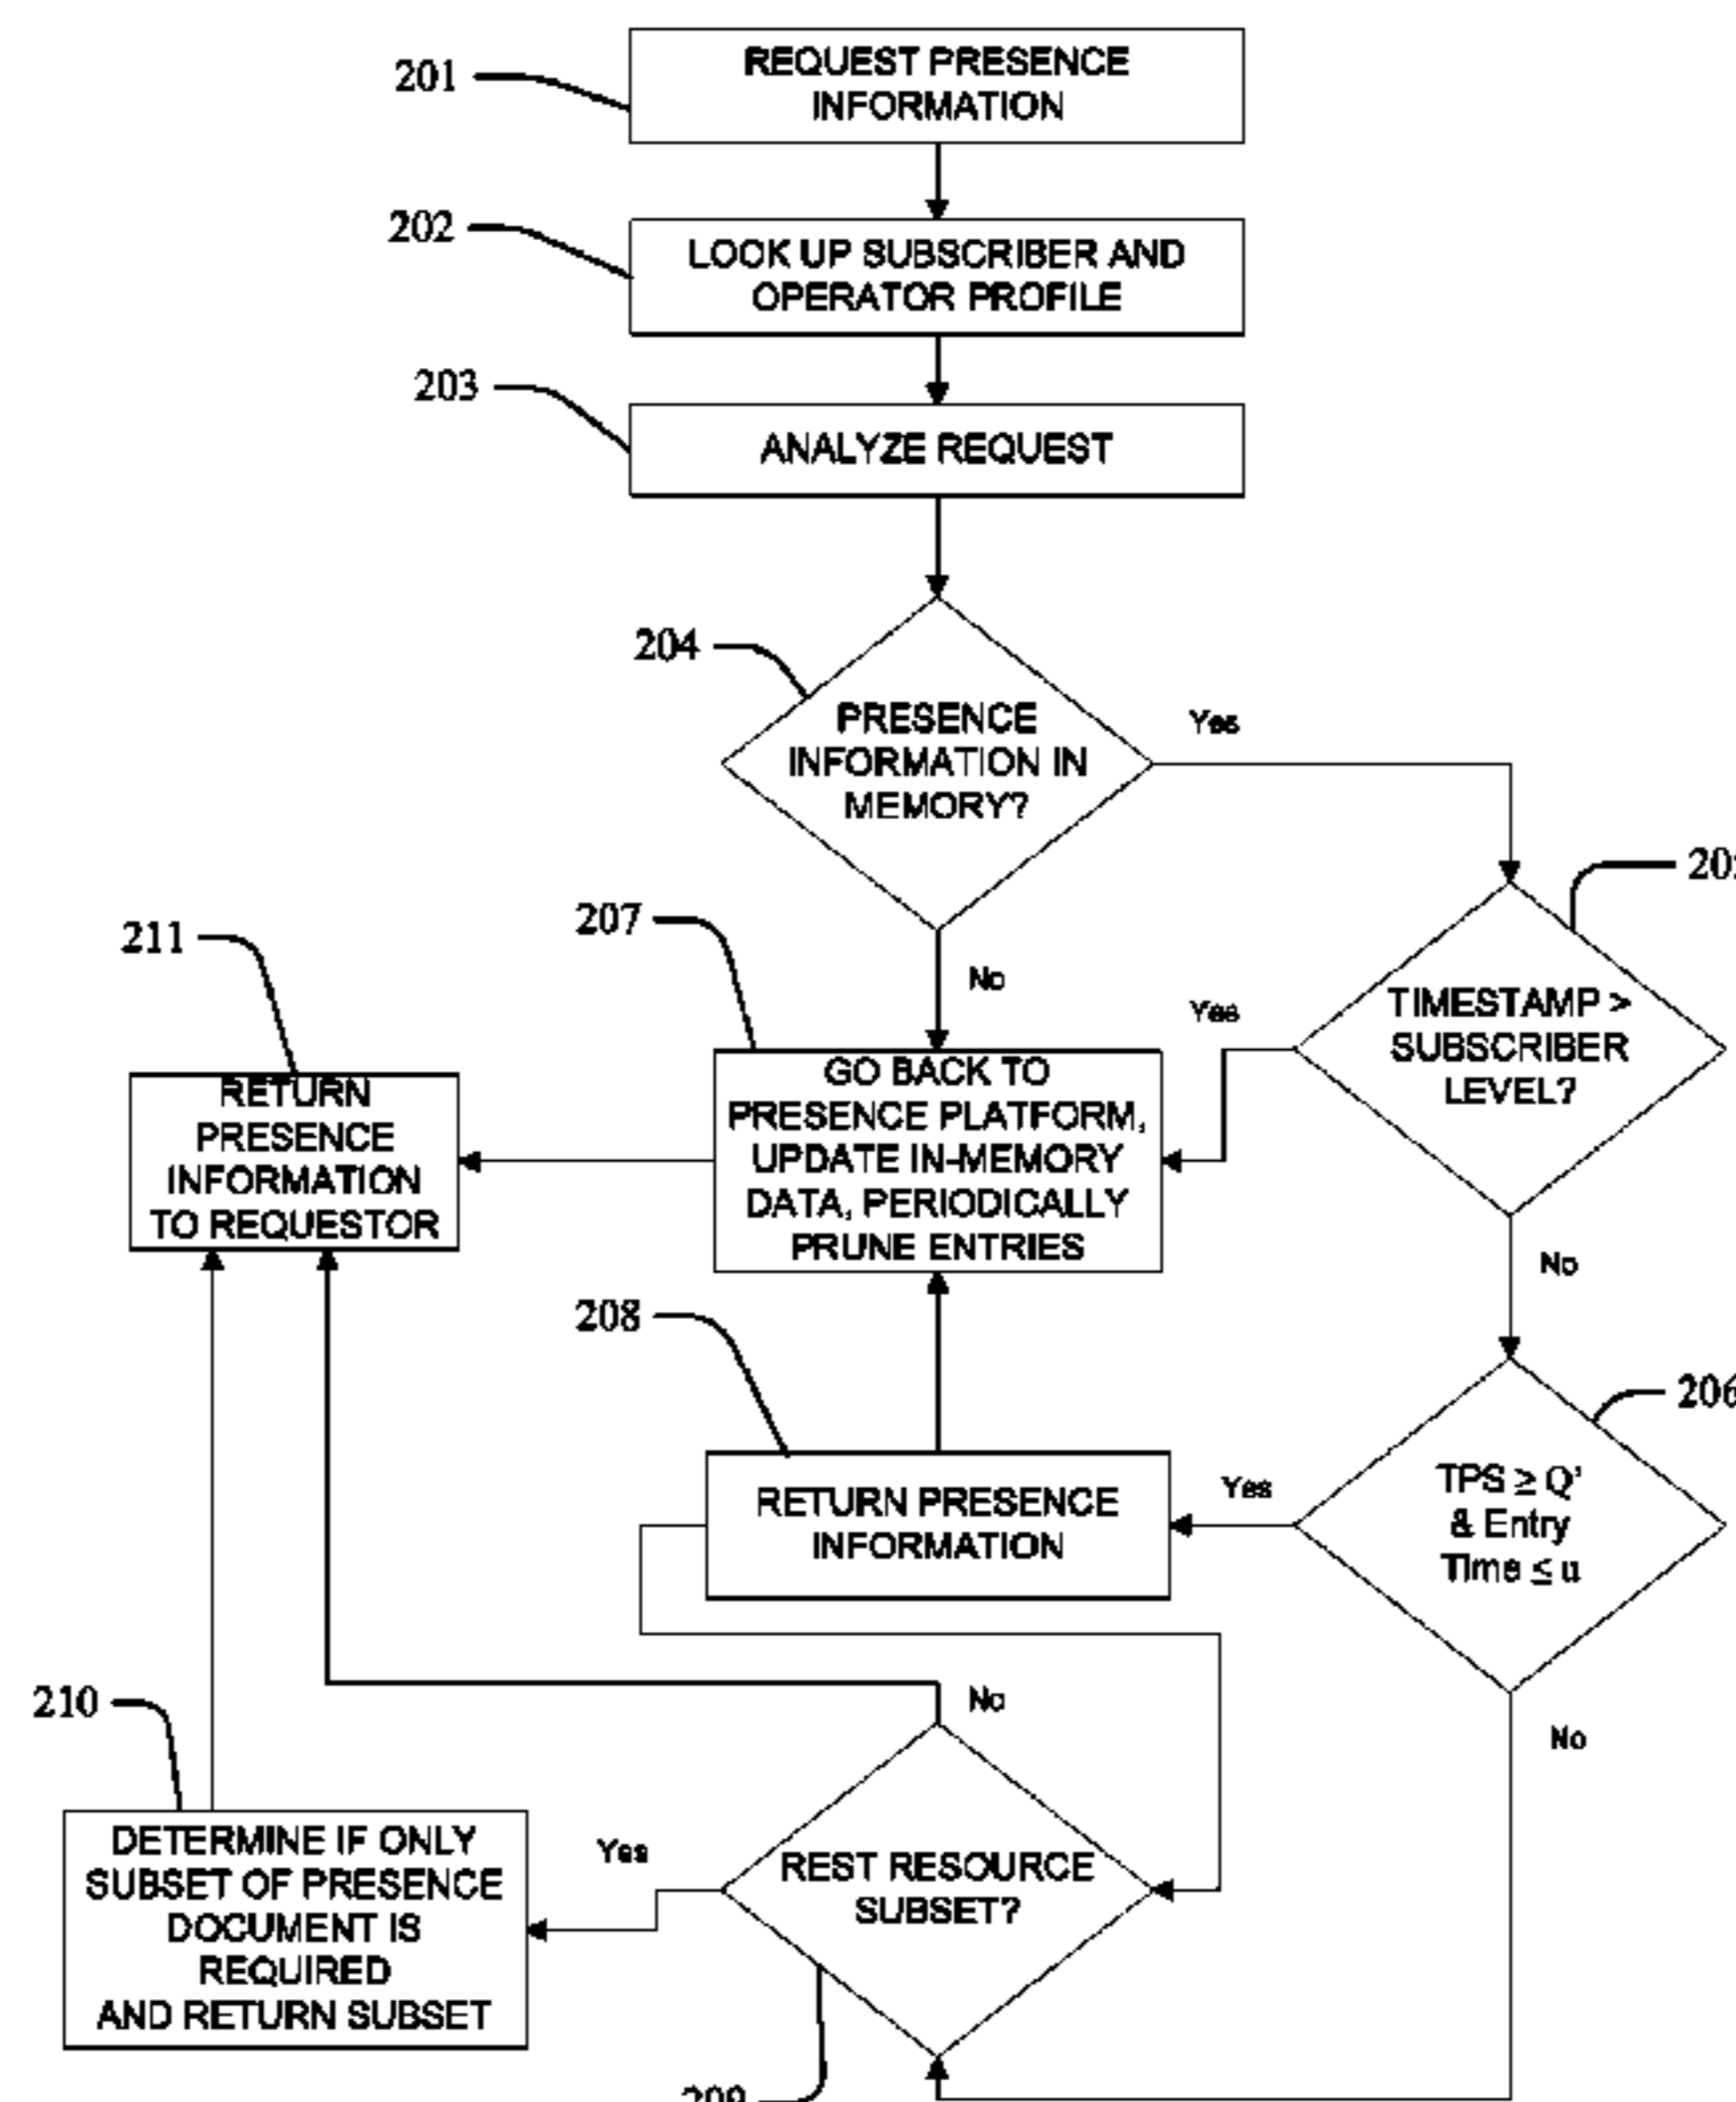 201
REQUEST PRESENCE
INFORMATION
202
LOOK UP SUBSCRIBER AND
OPERATOR PROFILE
203
ANALYZE REQUEST
204
PRESENCE
INFORMATION IN
MEMORY?
Yes
207
No
211
TIMESTAMP >
SUBSCRIBER
LEVEL?
Yes
GO BACK TO
PRESENCE PLATFORM,
UPDATE IN-MEMORY
DATA, PERIODICALLY
PRUNE ENTRIES
RETURN
PRESENCE
INFORMATION
TO REQUESTOR
No
208
206
RETURN PRESENCE
INFORMATION
Yes
TPS ≥ Q'
& Entry
Time ≤ u
210
No
No
DETERMINE IF ONLY
SUBSET OF PRESENCE
DOCUMENT IS
REQUIRED
AND RETURN SUBSET
Yes
REST RESOURCE
SUBSET?